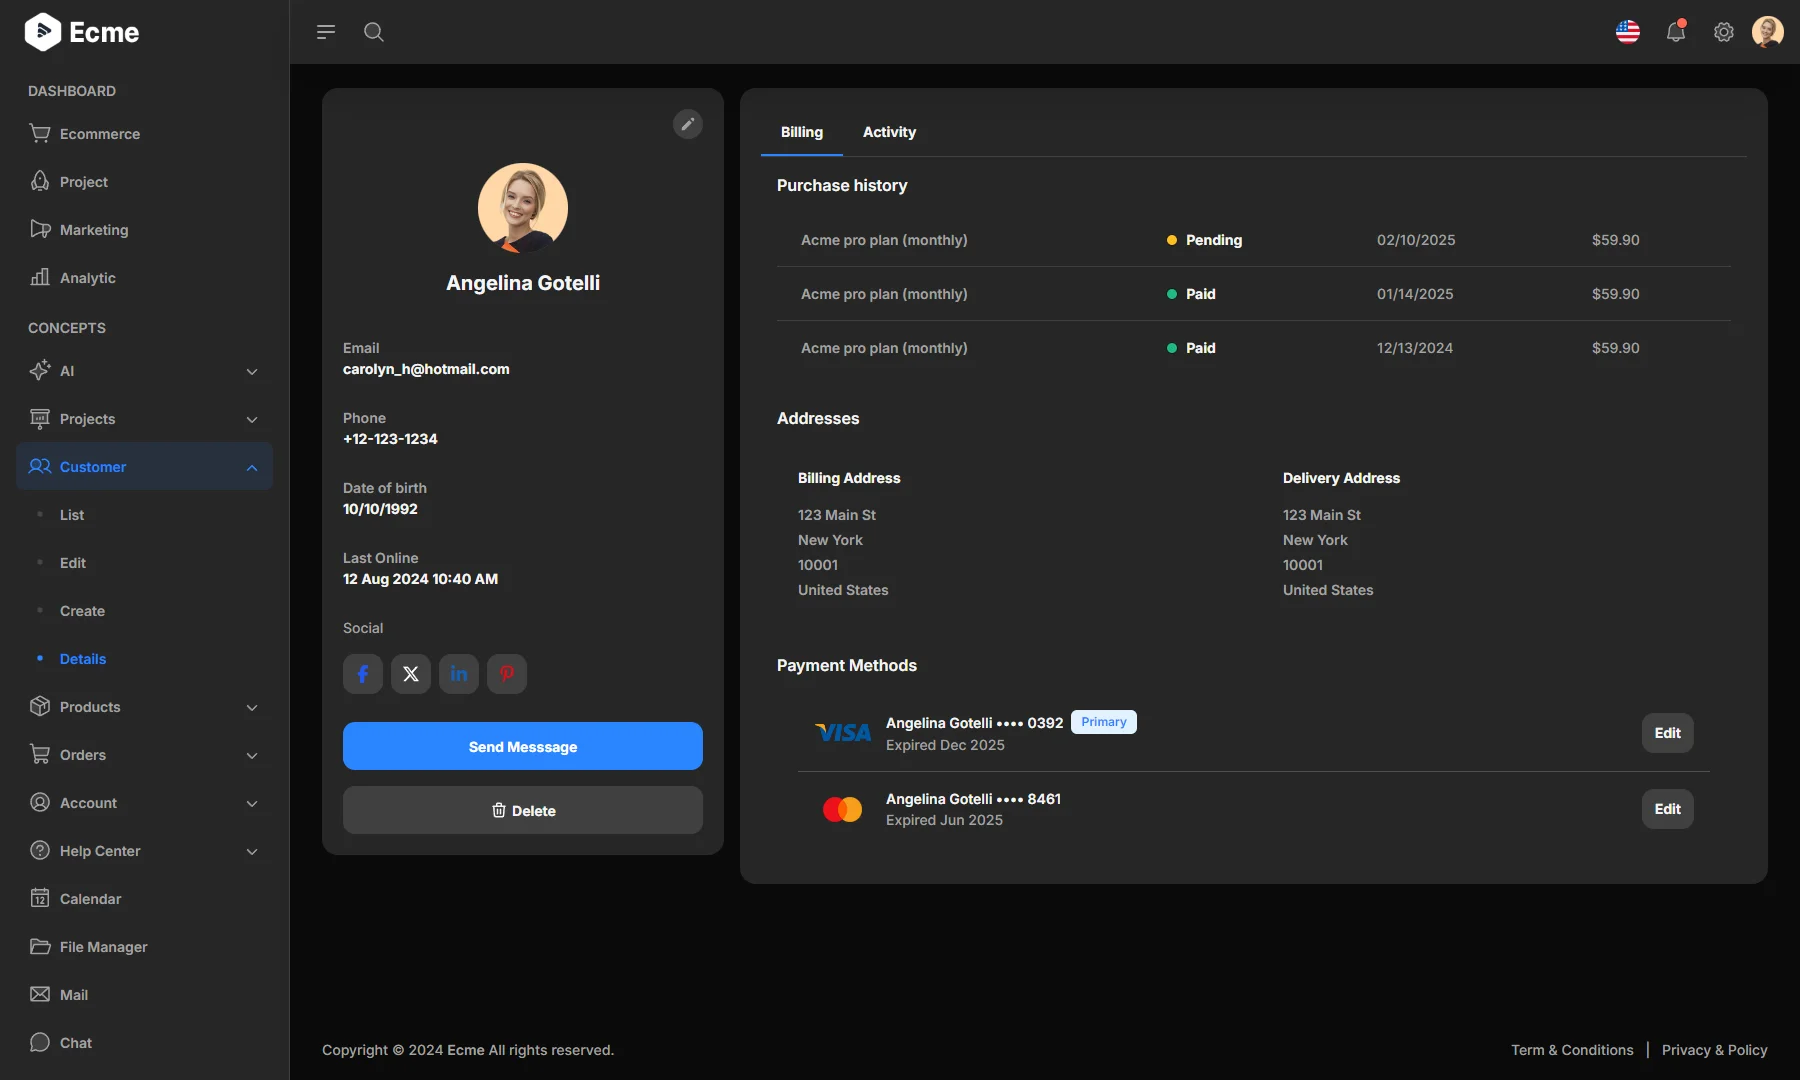 Ecme
DASHBOARD
Ecommerce
Project
Marketing
Analytic
CONCEPTS
AI
Projects
Customer
List
Edit
Create
Details
Products
Orders
Account
Help Center
12
Calendar
File Manager
Mail
Chat
Angelina Gotelli
Email
carolyn_h@hotmail.com
Phone
+12-123-1234
Date of birth
10/10/1992
Last Online
12 Aug 2024 10:40 AM
Social
Send Messsage
Delete
Billing Activity
Purchase history
Acme pro plan (monthly) Pending 02/10/2025 $59.90
Acme pro plan (monthly) Paid 01/14/2025 $59.90
Acme pro plan (monthly) Paid 12/13/2024 $59.90
Addresses
Billing Address
123 Main St
New York
10001
United States
Delivery Address
123 Main St
New York
10001
United States
Payment Methods
VISA
Angelina Gotelli •••• 0392 Primary
Expired Dec 2025
Edit
Angelina Gotelli •••• 8461
Expired Jun 2025
Edit
Copyright © 2024 Ecme All rights reserved.
Term & Conditions | Privacy & Policy